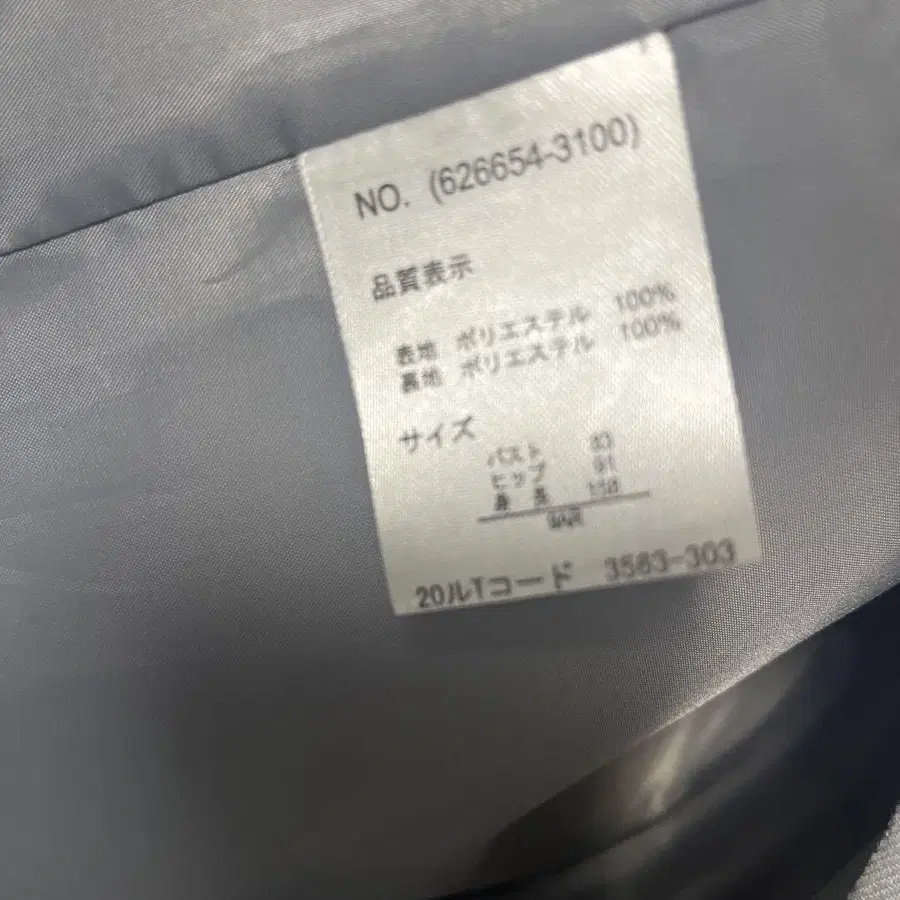 NO. (626654-3100)
品質表示
表地 ポリエステル 100%
裏地 ポリエステル 100%
サイズ
バスト 83
ヒップ 91
身長
20ルTコード 3583-303